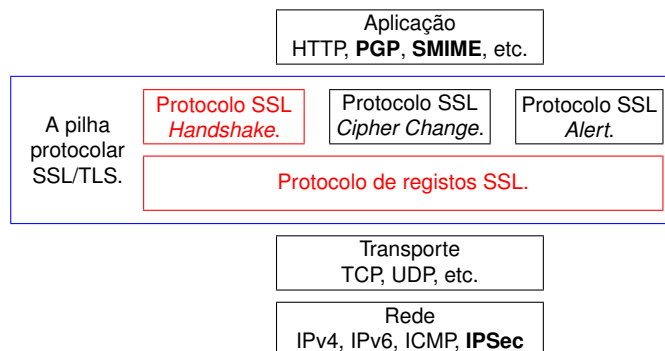 Aplicação
HTTP, PGP, SMIME, etc.
A pilha
protocolar
SSL/TLS.
Protocolo SSL
Handshake.
Protocolo SSL
Cipher Change.
Protocolo SSL
Alert.
Protocolo de registos SSL.
Transporte
TCP, UDP, etc.
Rede
IPv4, IPv6, ICMP, IPSec